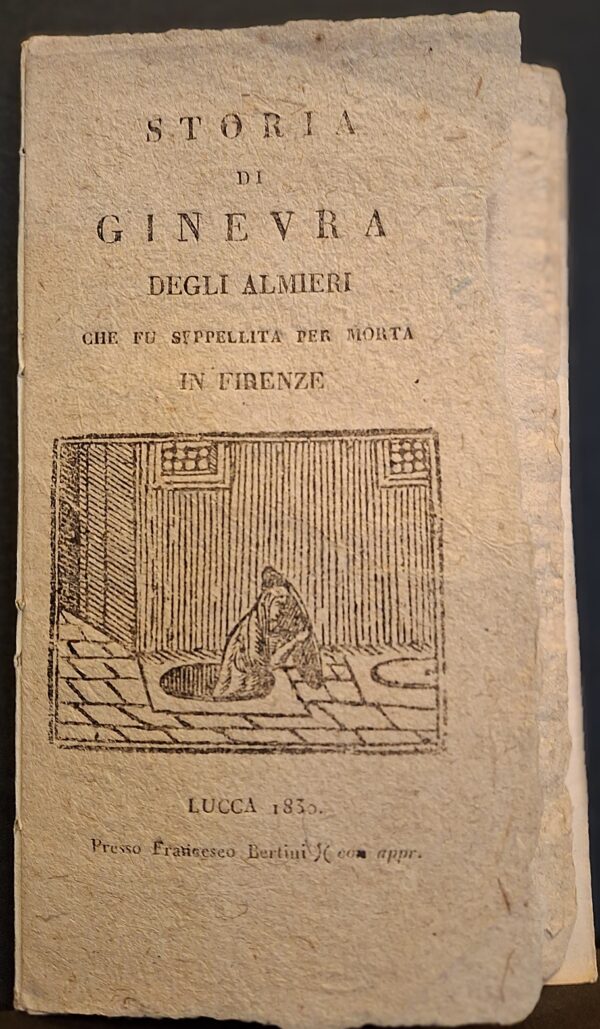 STORIA
DI
GINEVRA
DEGLI ALMIERI
CHE FU SEPPELLITA PER MORTA
IN FIRENZE
LUCCA 1830.
Presso Francesco Bertini )( con appr.